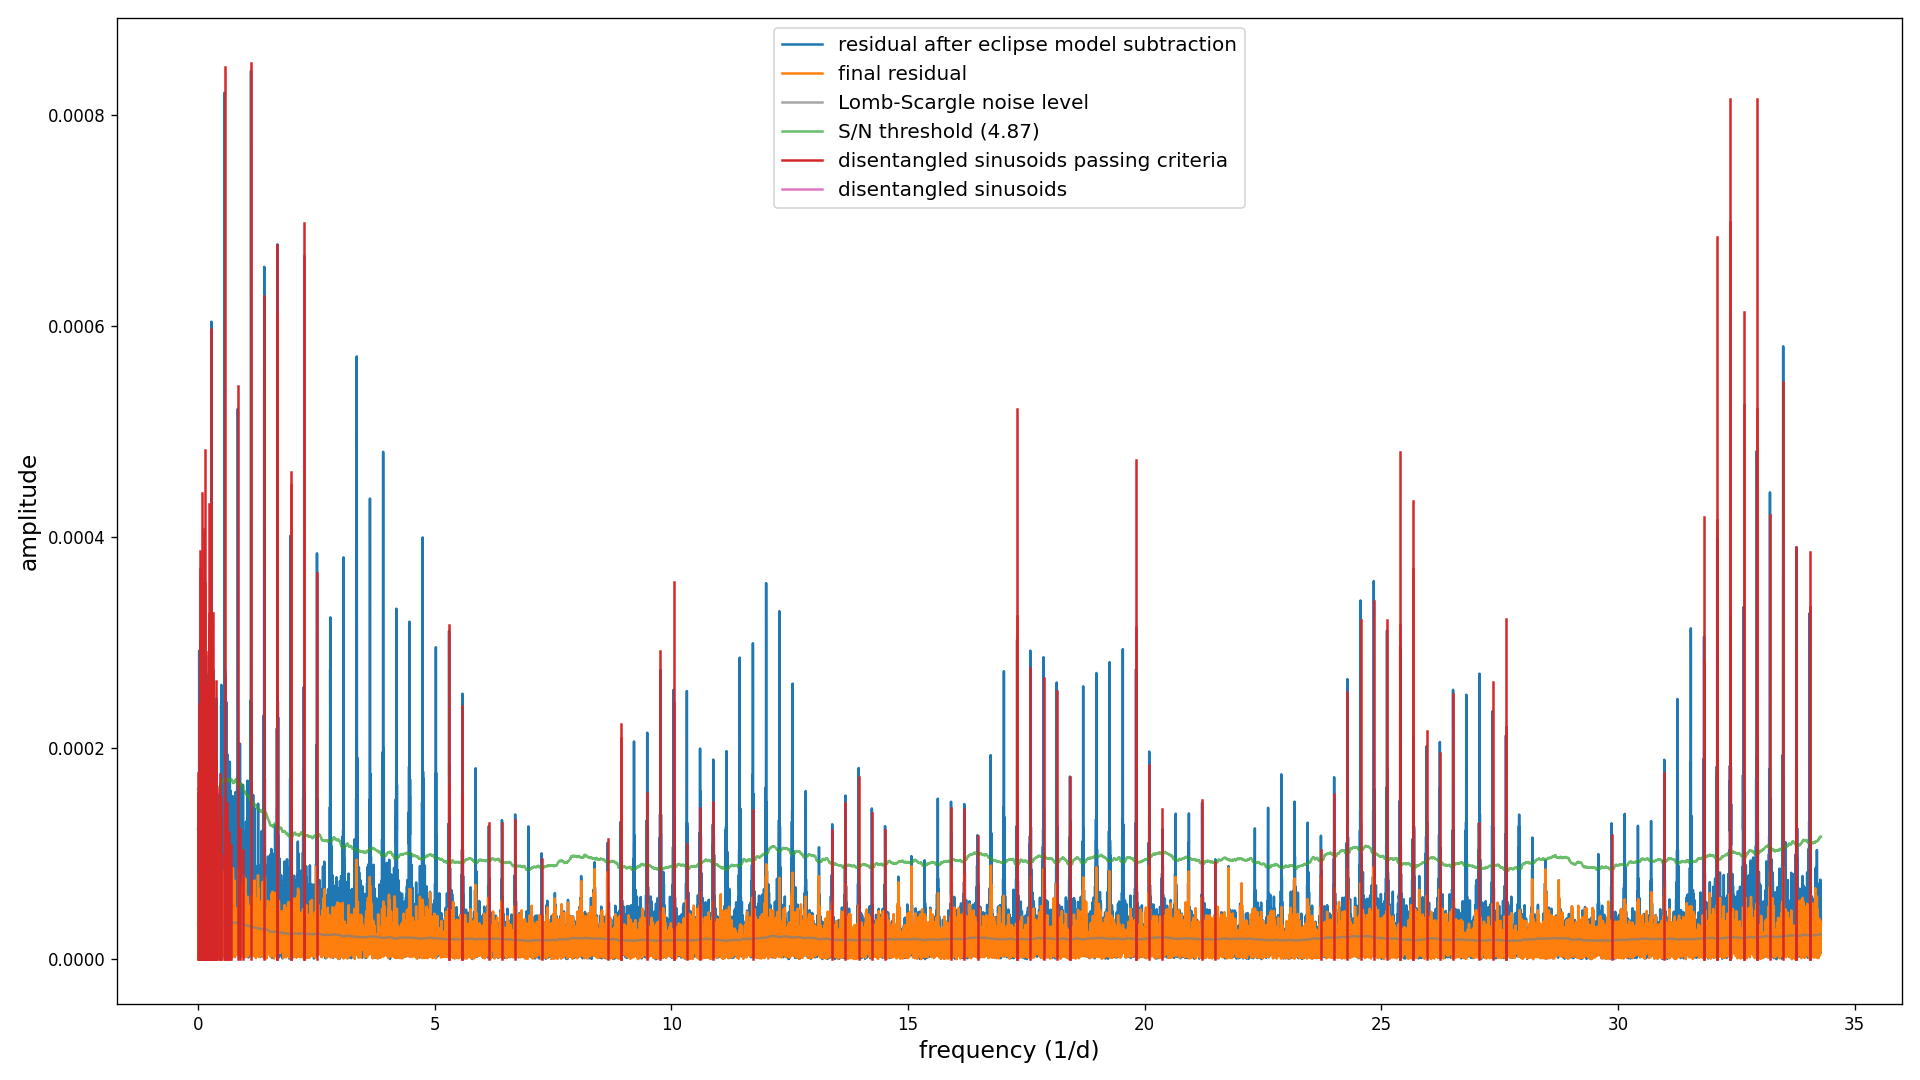 residual after eclipse model subtraction
final residual
Lomb-Scargle noise level
S/N threshold (4.87)
disentangled sinusoids passing criteria
disentangled sinusoids
amplitude
0.0008
0.0006
0.0004
0.0002
0.0000
0 5 10 15 20 25 30 35
frequency (1/d)